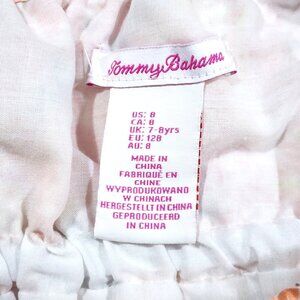 Tommy Bahama
US: 8
CA: 8
UK: 7-8yrs
EU: 128
AU: 8
MADE IN
CHINA
FABRIQUÉ EN
CHINE
WYPRODUKOWANO
W CHINACH
HERGESTELLT IN CHINA
GEPRODUCEERD
IN CHINA